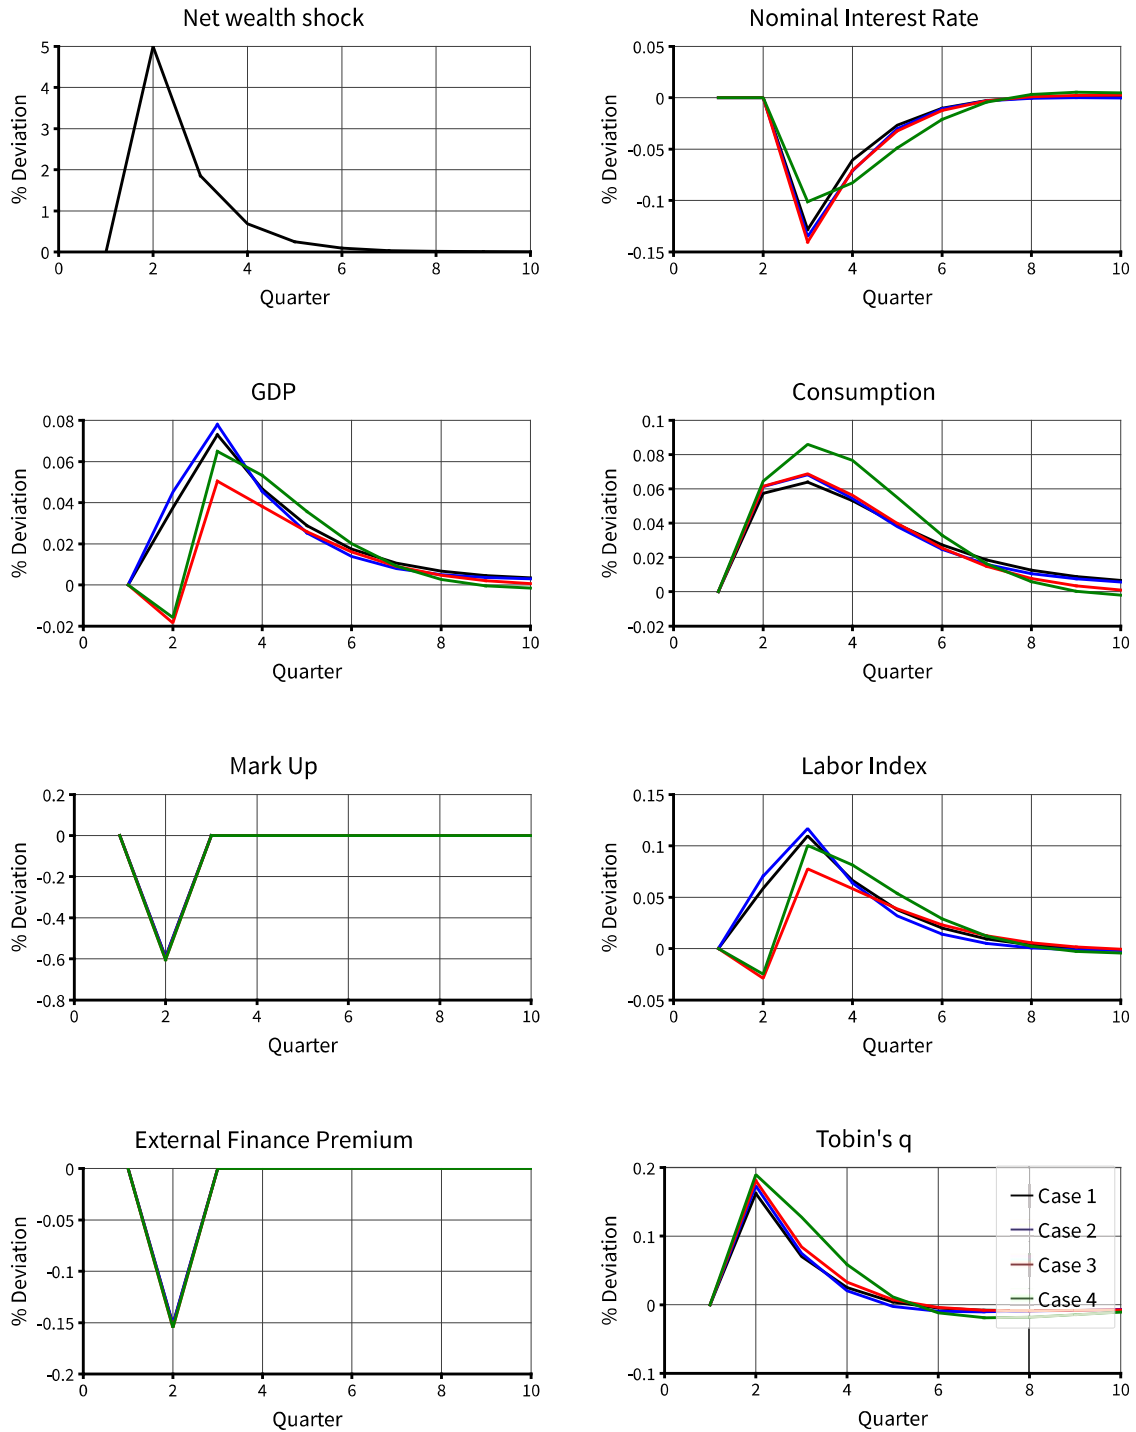 Net wealth shock
5
4
3
2
1
0
% Deviation
0 2 4 6 8 10
Quarter
Nominal Interest Rate
0.05
0
-0.05
-0.1
-0.15
% Deviation
0 2 4 6 8 10
Quarter
GDP
0.08
0.06
0.04
0.02
0
-0.02
% Deviation
0 2 4 6 8 10
Quarter
Consumption
0.1
0.08
0.06
0.04
0.02
0
-0.02
% Deviation
0 2 4 6 8 10
Quarter
Mark Up
0.2
0
-0.2
-0.4
-0.6
-0.8
% Deviation
0 2 4 6 8 10
Quarter
Labor Index
0.15
0.1
0.05
0
-0.05
% Deviation
0 2 4 6 8 10
Quarter
External Finance Premium
0
-0.05
-0.1
-0.15
-0.2
% Deviation
0 2 4 6 8 10
Quarter
Tobin's q
0.2
0.1
0
-0.1
% Deviation
0 2 4 6 8 10
Quarter
Case 1
Case 2
Case 3
Case 4